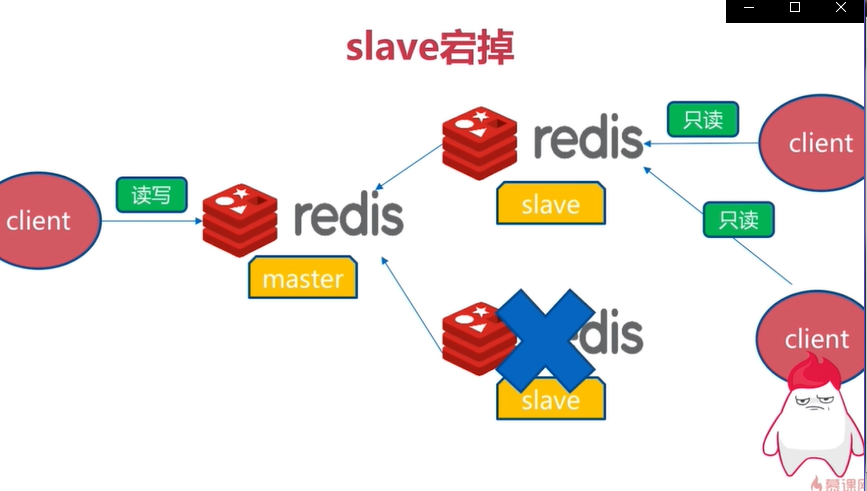 slave宕掉
redis
只读
client
slave
client
读写
redis
只读
master
redis
client
slave
慕课网